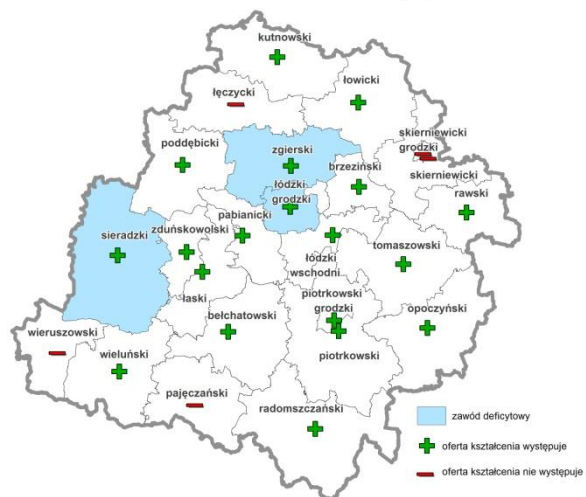 kutnowski
łęczycki
łowicki
skierniewicki
grodzki
poddębicki
zgierski
brzeziński
skierniewicki
łódzki
grodzki
rawski
pabianicki
zduńskowolski
sieradzki
tomaszowski
łódzki
wschodni
łaski
piotrkowski
grodzki
bełchatowski
opoczyński
wieruszowski
wieluński
piotrkowski
pajęczański
radomszczański
zawód deficytowy
oferta kształcenia występuje
oferta kształcenia nie występuje